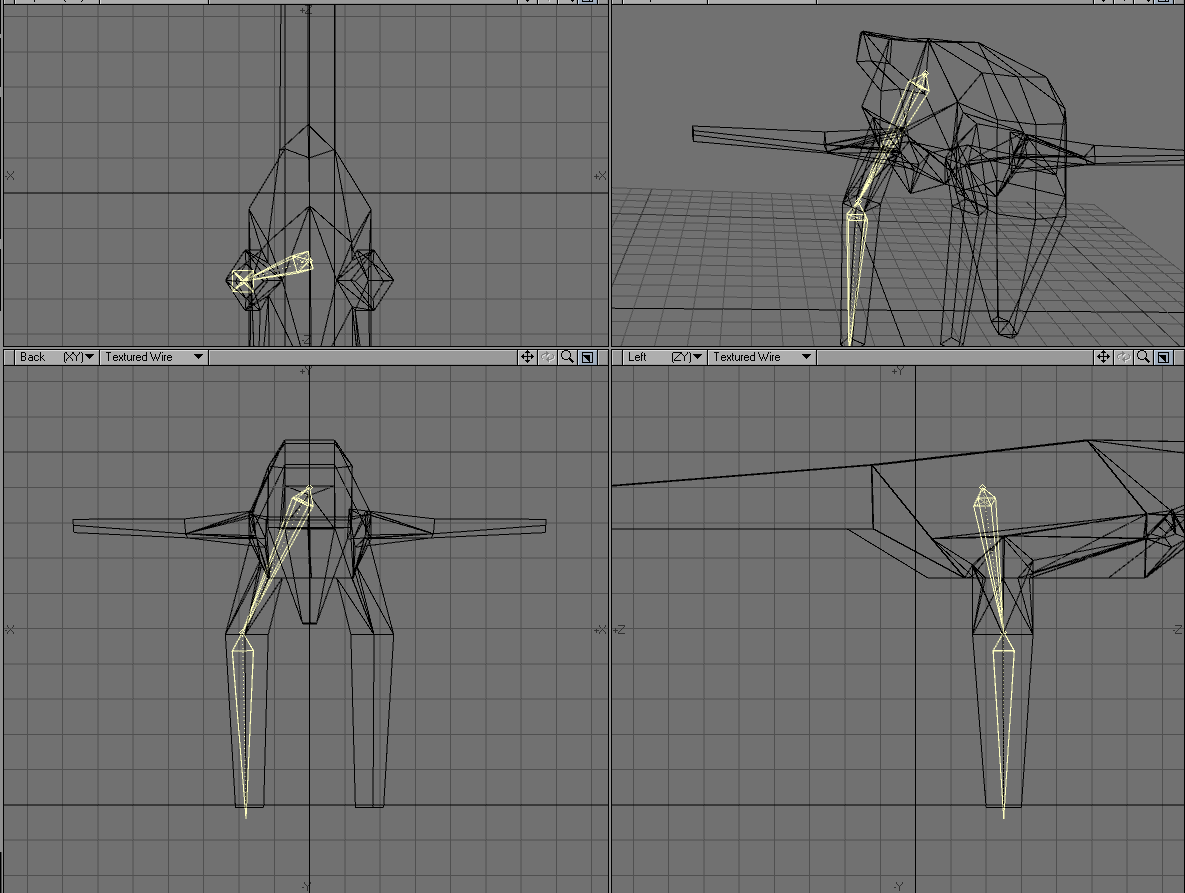 +Z
-X
+X
-Z
Back (XY) Textured Wire
Left (ZY) Textured Wire
+Y
+Y
-X
+X
+Z
-Z
-Y
-Y